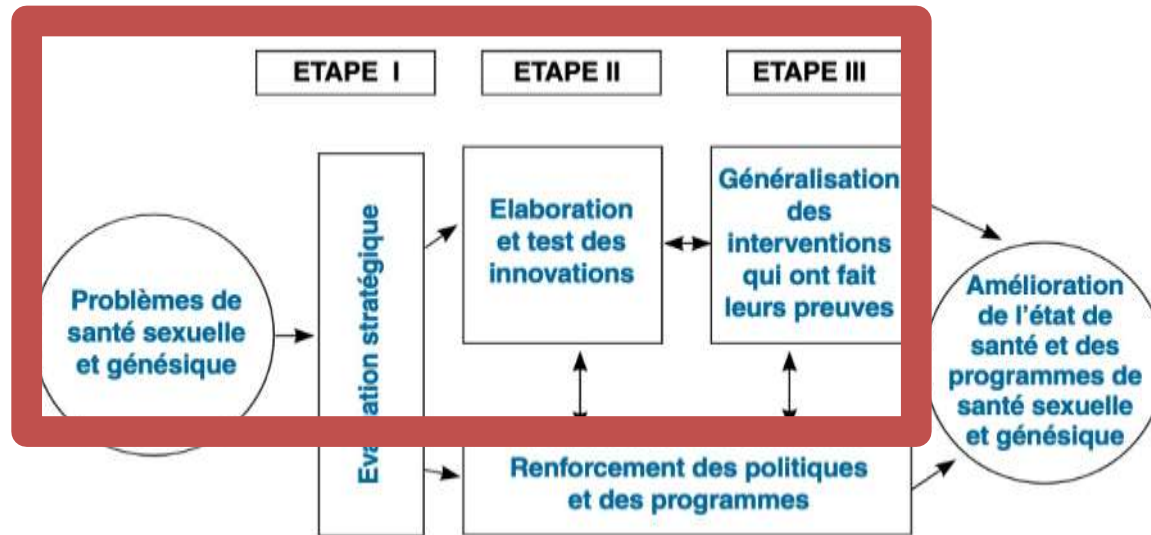 ETAPE I
ETAPE II
ETAPE III
Problèmes de
santé sexuelle
et génésique
Evaluation stratégique
Elaboration
et test des
innovations
Généralisation
des
interventions
qui ont fait
leurs preuves
Renforcement des politiques
et des programmes
Amélioration
de l'état de
santé et des
programmes de
santé sexuelle
et génésique